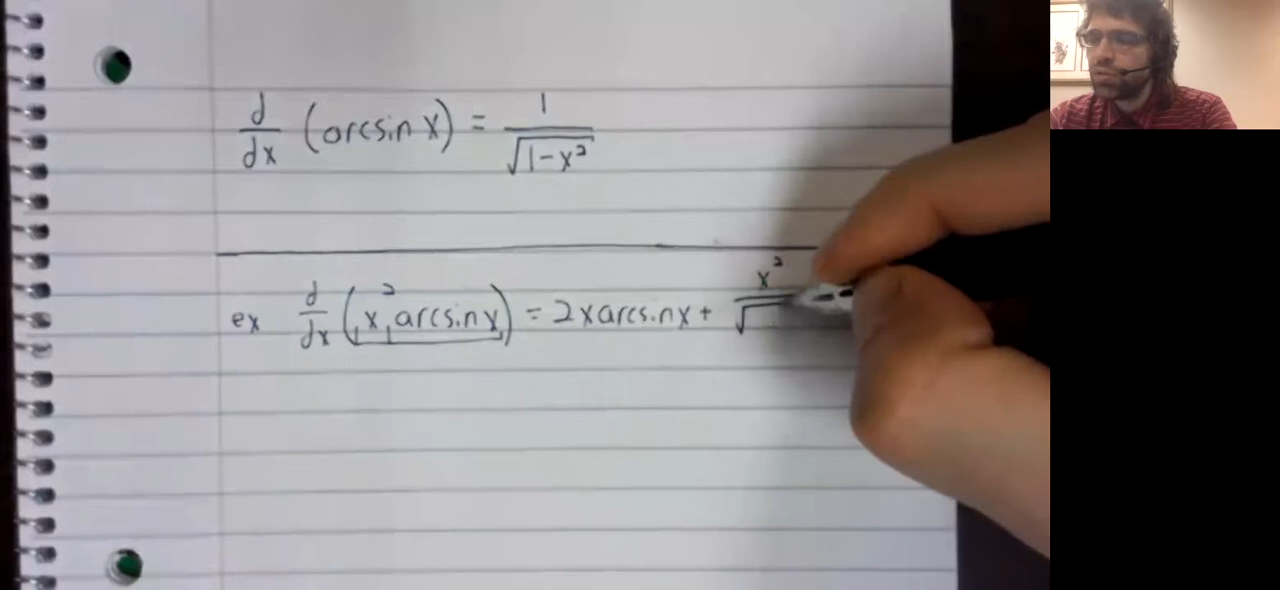 d/dx (arcsin x) = 1/√(1-x²)
ex d/dx (x² arcsin x) = 2x arcsin x + x²/√